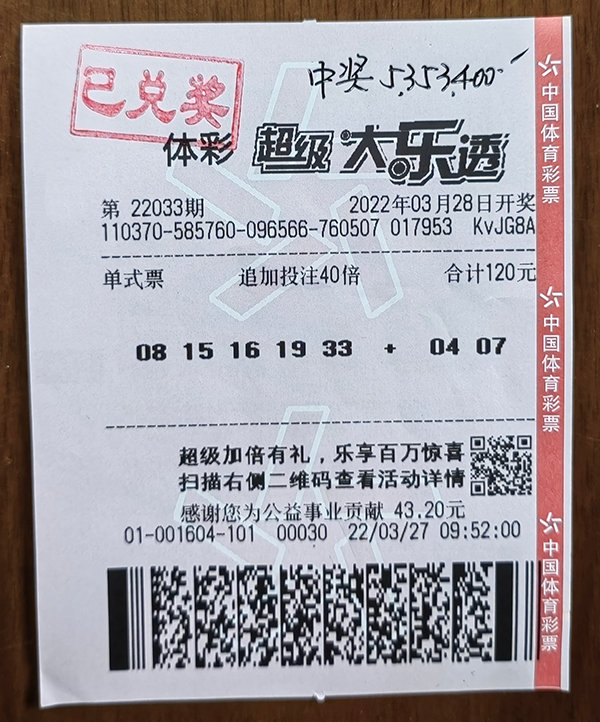 已兑奖
中奖 5,353,400
体彩 超级大乐透
第 22033期 2022年03月28日开奖
110370-585760-096566-760507 017953 KvJG8A
单式票 追加投注40倍 合计120元
08 15 16 19 33 + 04 07
超级加倍有礼，乐享百万惊喜
扫描右侧二维码查看活动详情
感谢您为公益事业贡献 43.20元
01-001604-101 00030 22/03/27 09:52:00
中国体育彩票
中国体育彩票
中国体育彩票